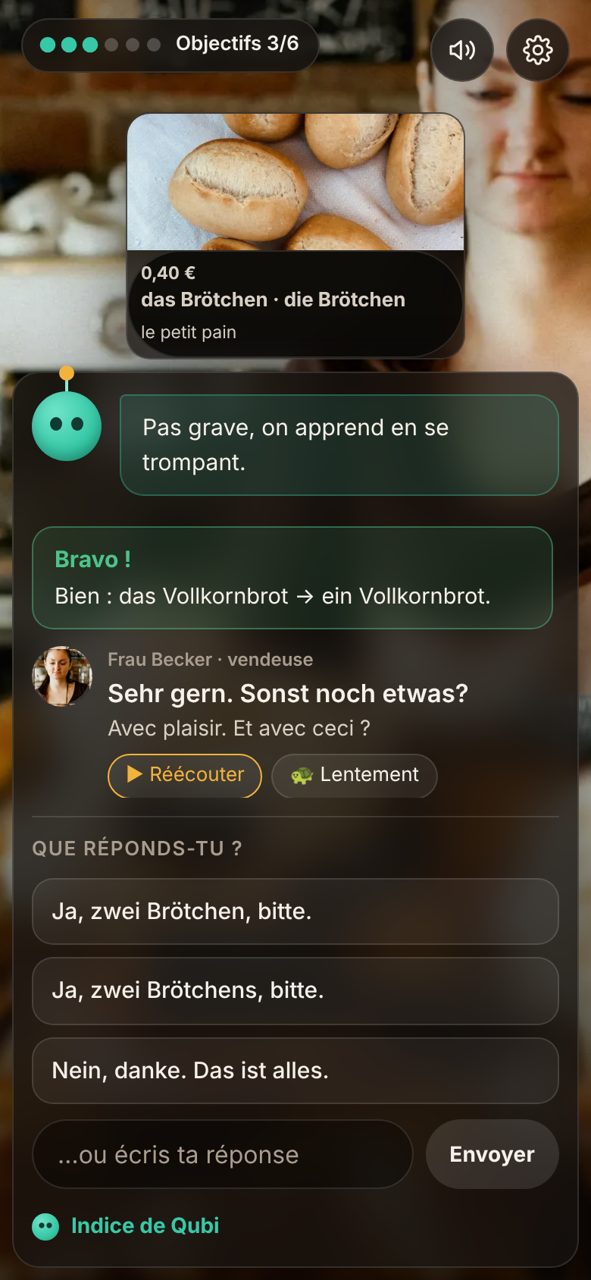 Objectifs 3/6
0,40 €
das Brötchen · die Brötchen
le petit pain
Pas grave, on apprend en se
trompant.
Bravo !
Bien : das Vollkornbrot → ein Vollkornbrot.
Frau Becker · vendeuse
Sehr gern. Sonst noch etwas?
Avec plaisir. Et avec ceci ?
▶ Réécouter
🐢 Lentement
QUE RÉPONDS-TU ?
Ja, zwei Brötchen, bitte.
Ja, zwei Brötchens, bitte.
Nein, danke. Das ist alles.
...ou écris ta réponse
Envoyer
Indice de Qubi